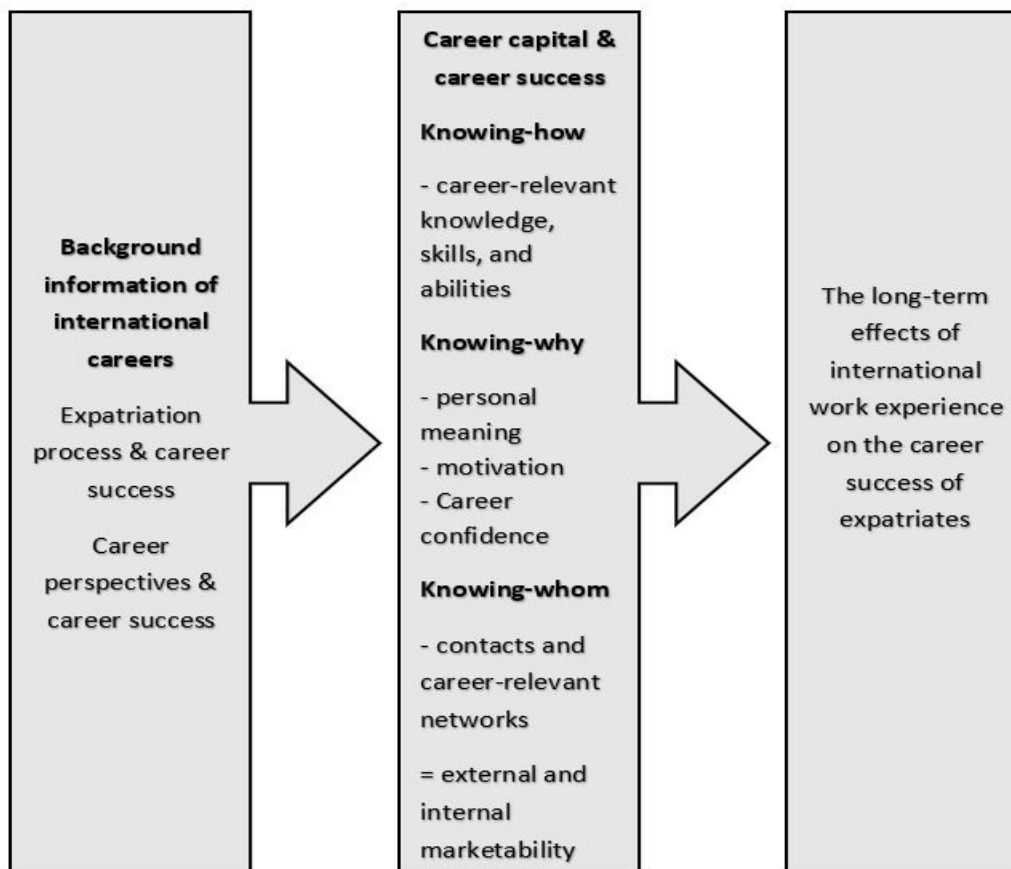 Background
information of
international
careers
Expatriation
process & career
success
Career
perspectives &
career success
Career capital &
career success
Knowing-how
- career-relevant
knowledge,
skills, and
abilities
Knowing-why
- personal
meaning
- motivation
- Career
confidence
Knowing-whom
- contacts and
career-relevant
networks
= external and
internal
marketability
The long-term
effects of
international
work experience
on the career
success of
expatriates